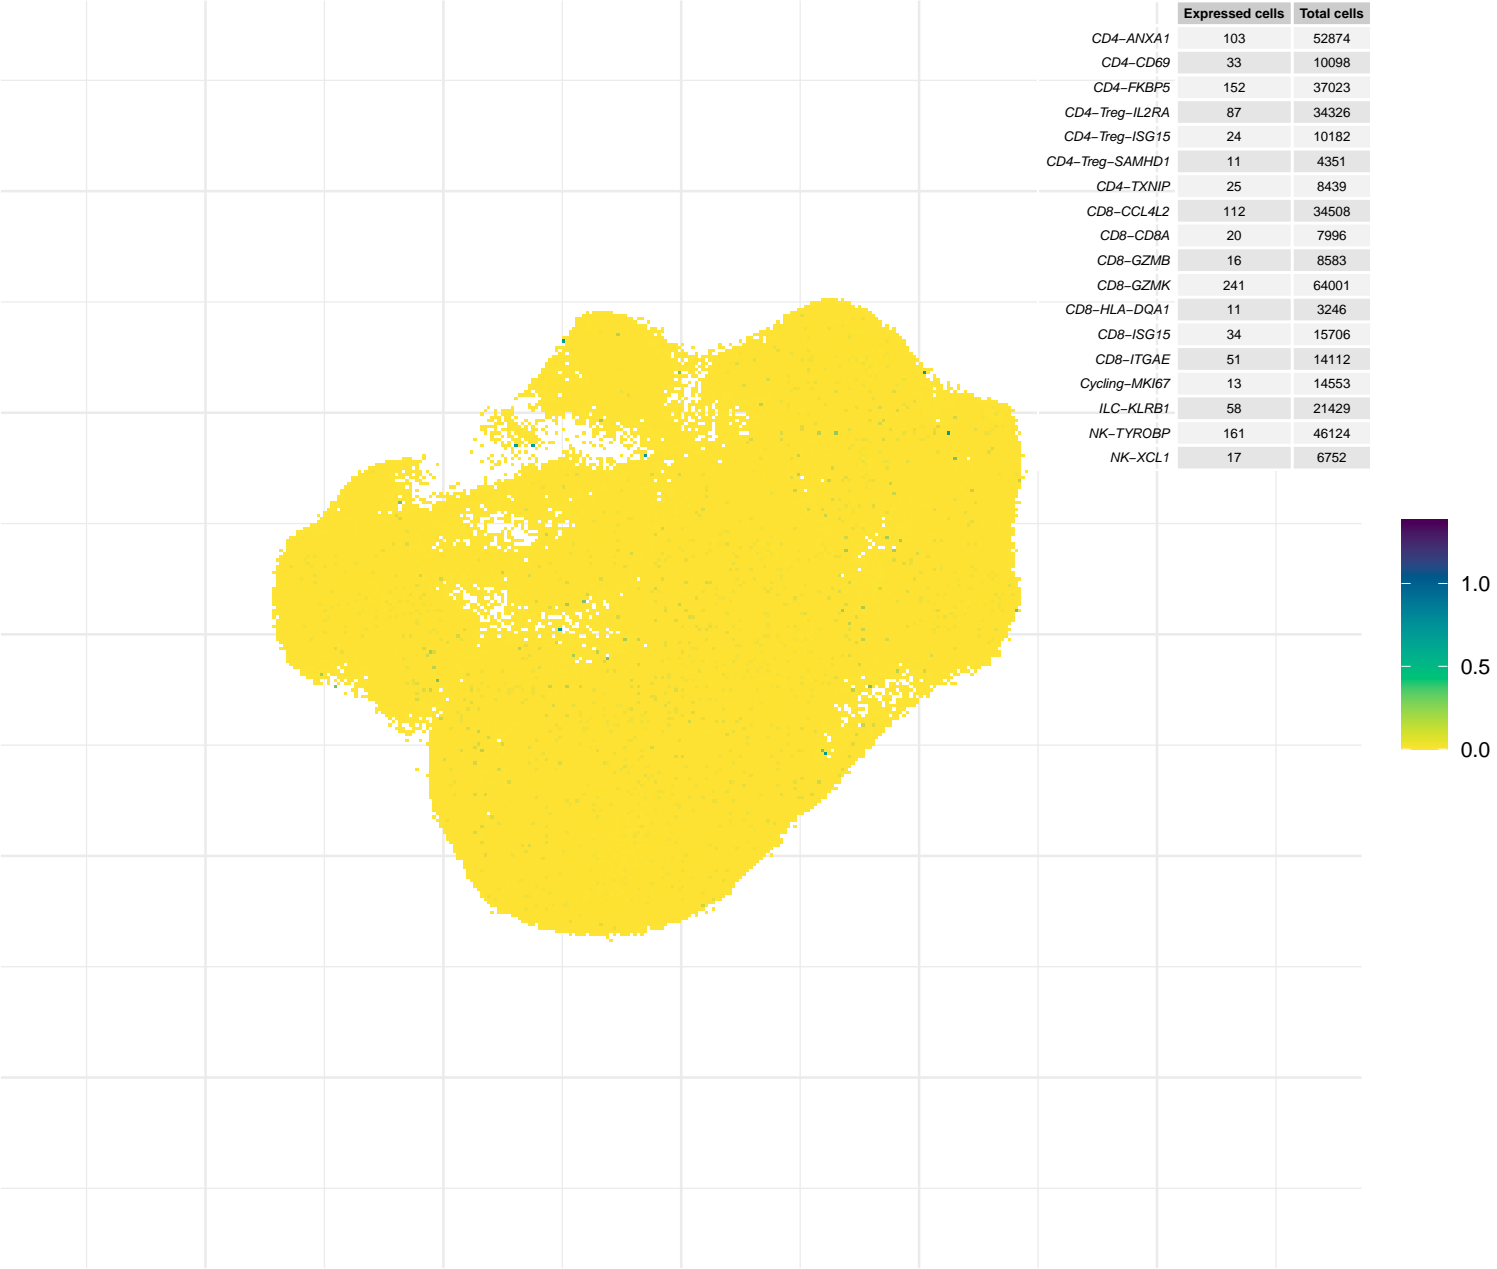 Expressed cells Total cells
CD4−ANXA1 103 52874
CD4−CD69 33 10098
CD4−FKBP5 152 37023
CD4−Treg−IL2RA 87 34326
CD4−Treg−ISG15 24 10182
CD4−Treg−SAMHD1 11 4351
CD4−TXNIP 25 8439
CD8−CCL4L2 112 34508
CD8−CD8A 20 7996
CD8−GZMB 16 8583
CD8−GZMK 241 64001
CD8−HLA−DQA1 11 3246
CD8−ISG15 34 15706
CD8−ITGAE 51 14112
Cycling−MKI67 13 14553
ILC−KLRB1 58 21429
NK−TYROBP 161 46124
NK−XCL1 17 6752
1.0
0.5
0.0